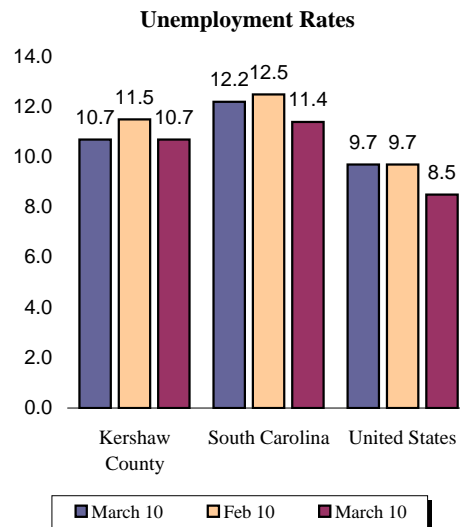 Unemployment Rates
14.0
12.0
10.0
8.0
6.0
4.0
2.0
0.0
10.7 11.5 10.7
12.2 12.5 11.4
9.7 9.7 8.5
Kershaw County
South Carolina
United States
March 10 Feb 10 March 10